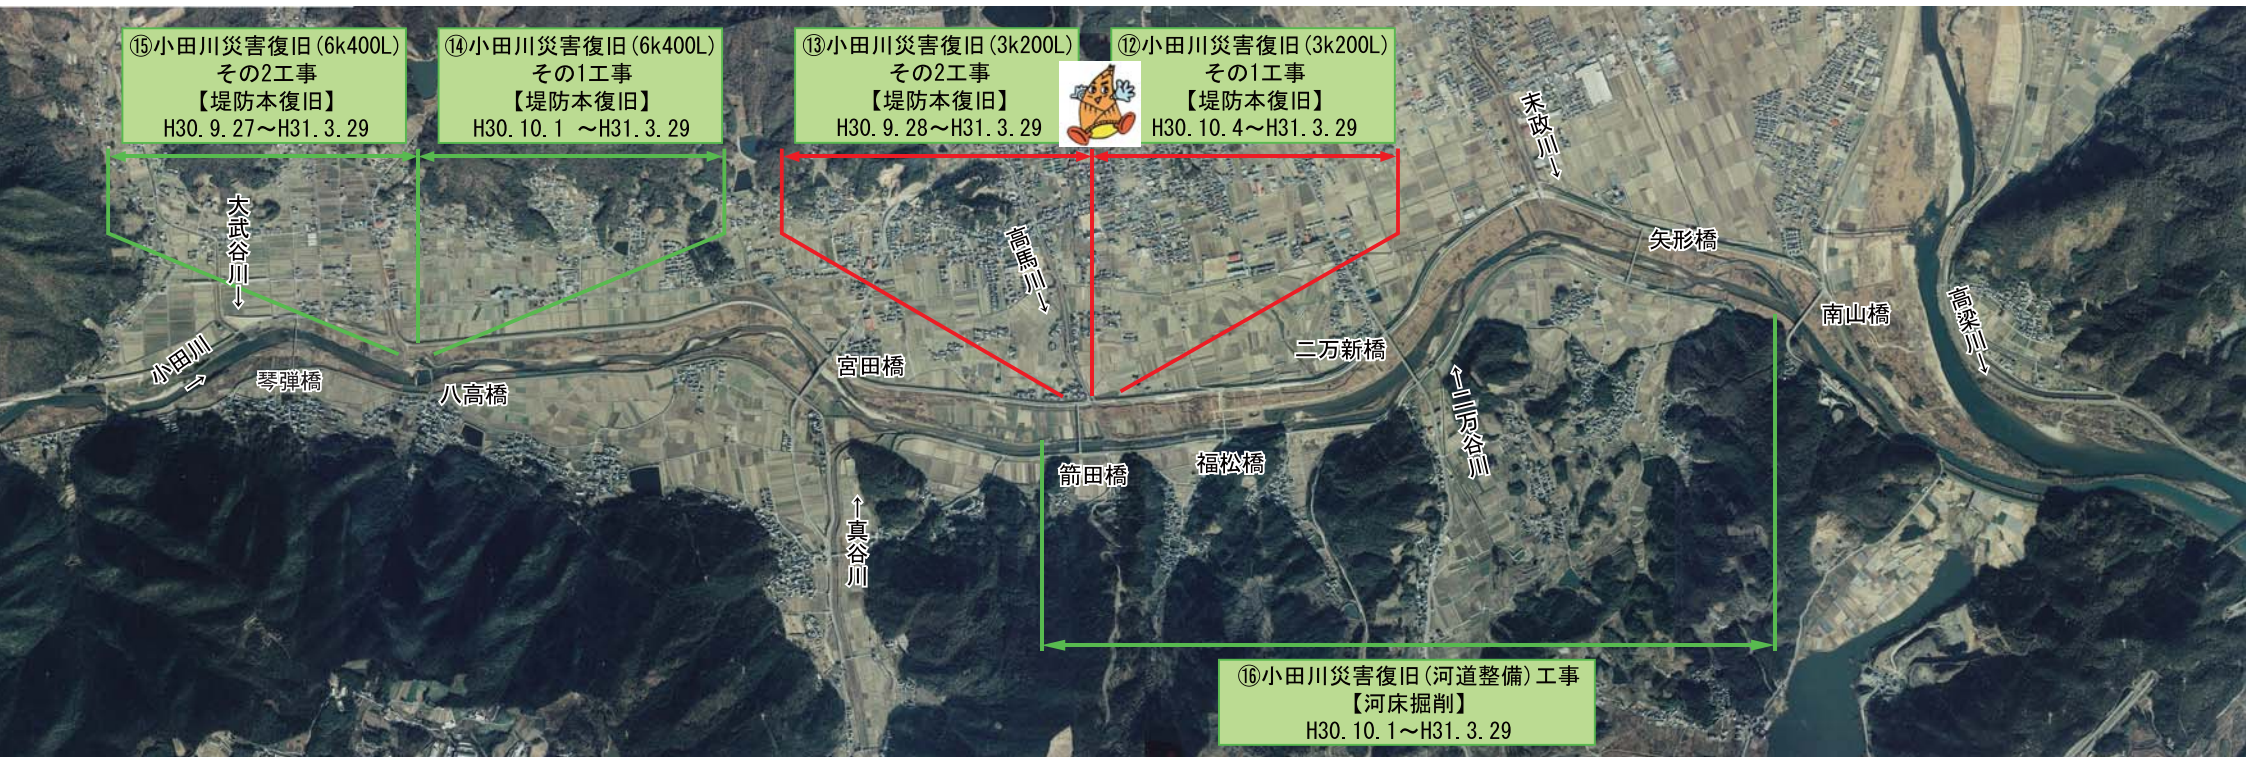 ⑮小田川災害復旧(6k400L)
その2工事
【堤防本復旧】
H30.9.27～H31.3.29
⑭小田川災害復旧(6k400L)
その1工事
【堤防本復旧】
H30.10.1 ～H31.3.29
⑬小田川災害復旧(3k200L)
その2工事
【堤防本復旧】
H30.9.28～H31.3.29
⑫小田川災害復旧(3k200L)
その1工事
【堤防本復旧】
H30.10.4～H31.3.29
末政川→
大武谷川→
高馬川→
矢形橋
南山橋
高梁川→
小田川
→
琴弾橋
八高橋
宮田橋
二万新橋
←二万谷川
箭田橋
福松橋
←真谷川
⑯小田川災害復旧(河道整備)工事
【河床掘削】
H30.10.1～H31.3.29